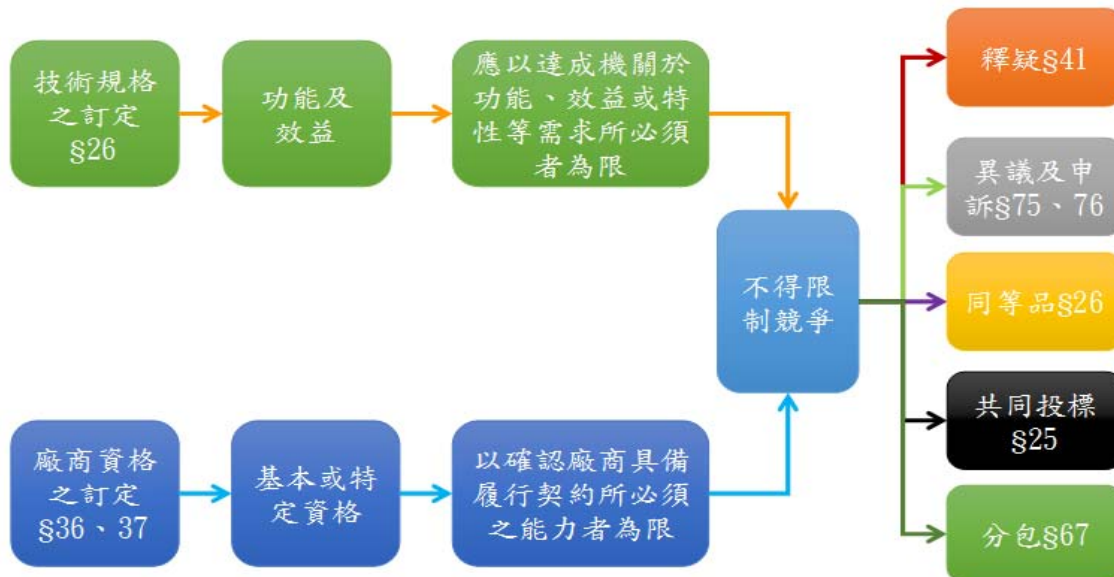 技術規格
之訂定
§26
功能及
效益
應以達成機關於
功能、效益或特
性等需求所必須
者為限
廠商資格
之訂定
§36、37
基本或特
定資格
以確認廠商具備
履行契約所必須
之能力者為限
不得限
制競爭
釋疑§41
異議及申
訴§75、76
同等品§26
共同投標
§25
分包§67